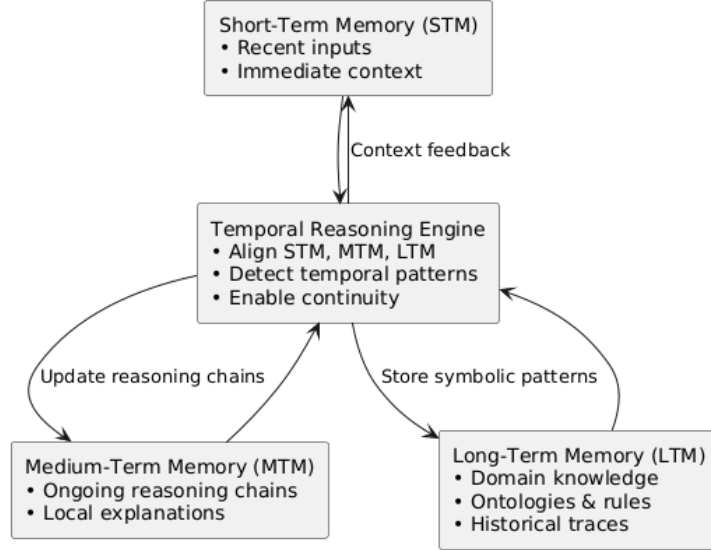 Short-Term Memory (STM)
• Recent inputs
• Immediate context
Context feedback
Temporal Reasoning Engine
• Align STM, MTM, LTM
• Detect temporal patterns
• Enable continuity
Update reasoning chains
Store symbolic patterns
Medium-Term Memory (MTM)
• Ongoing reasoning chains
• Local explanations
Long-Term Memory (LTM)
• Domain knowledge
• Ontologies & rules
• Historical traces